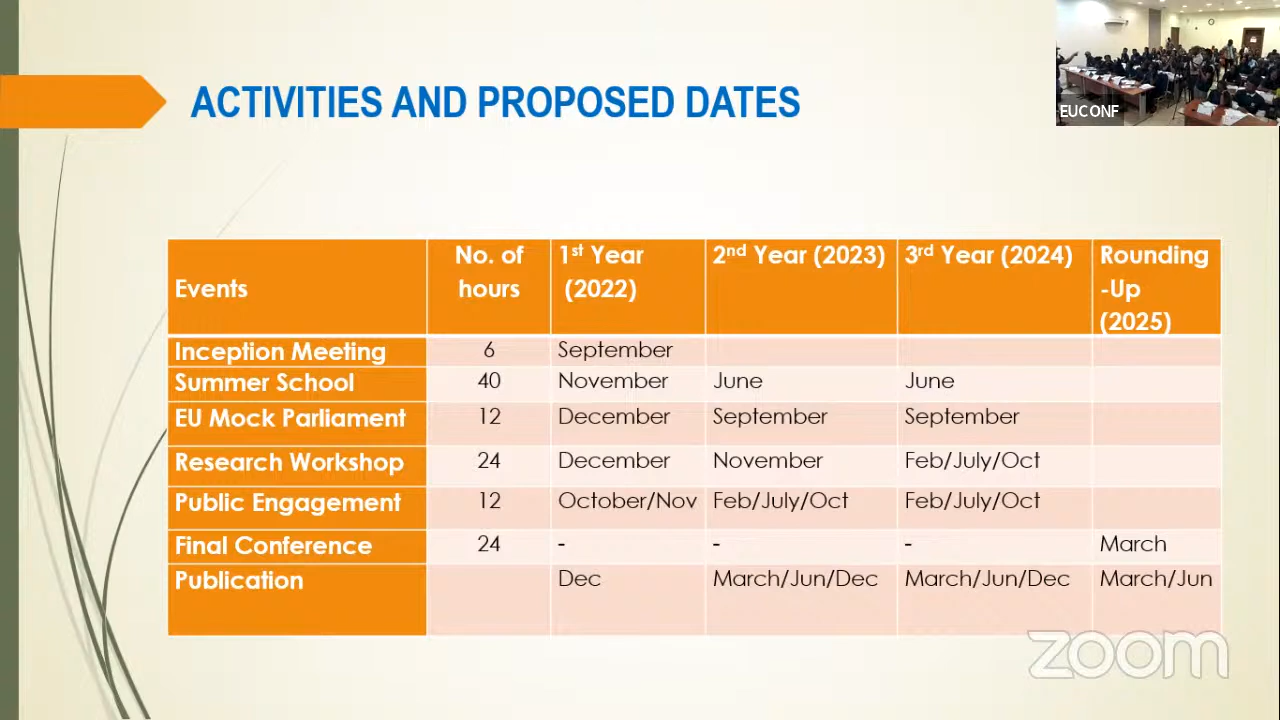 EUCONF
ACTIVITIES AND PROPOSED DATES
Events No. of hours 1st Year (2022) 2nd Year (2023) 3rd Year (2024) Rounding-Up (2025)
Inception Meeting 6 September
Summer School 40 November June June
EU Mock Parliament 12 December September September
Research Workshop 24 December November Feb/July/Oct
Public Engagement 12 October/Nov Feb/July/Oct Feb/July/Oct
Final Conference 24 - - - March
Publication Dec March/Jun/Dec March/Jun/Dec March/Jun
zoom